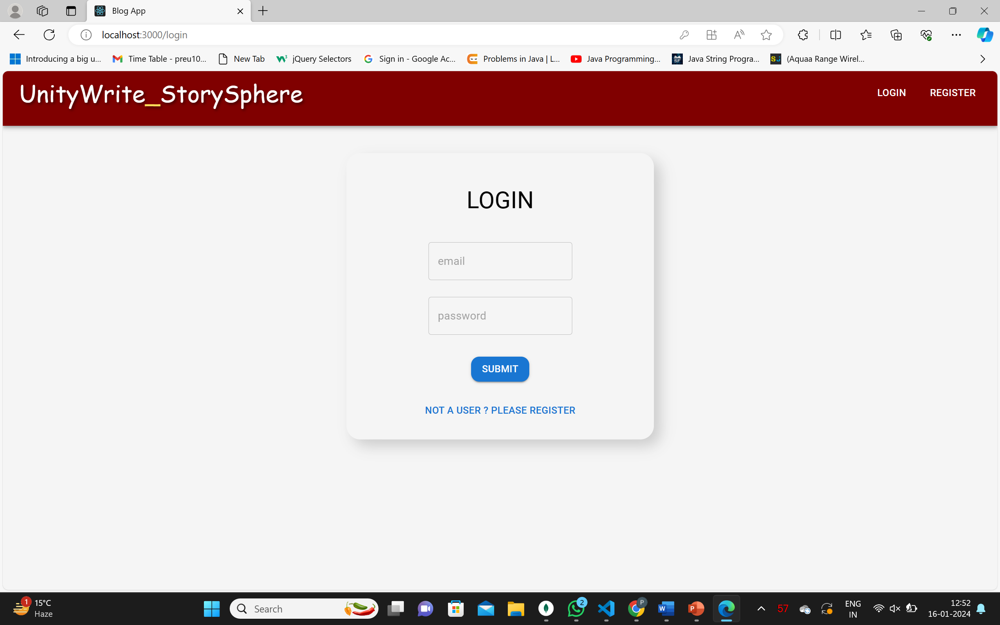 Blog App
localhost:3000/login
Introducing a big u... Time Table - preu10... New Tab jQuery Selectors Sign in - Google Ac... Problems in Java | L... Java Programming... Java String Progra... (Aquaa Range Wirel...
UnityWrite_StorySphere LOGIN REGISTER
LOGIN
email
password
SUBMIT
NOT A USER ? PLEASE REGISTER
1 15°C
Haze
Search
2
P
57
ENG
IN
12:52
16-01-2024